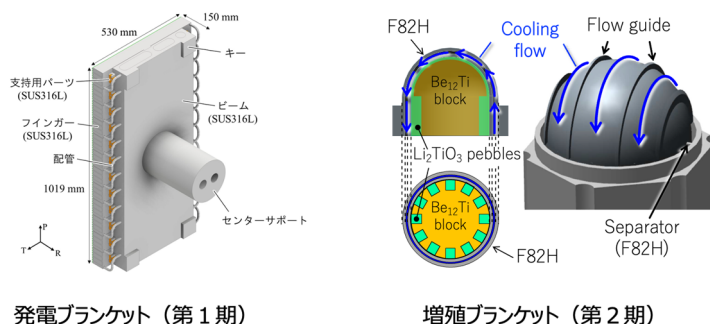 530 mm
150 mm
キー
支持用パーツ
(SUS316L)
フィンガー
(SUS316L)
ビーム
(SUS316L)
配管
1019 mm
センターサポート
P
T
R
発電ブランケット（第１期）
F82H
Cooling
flow
Flow guide
Be12Ti
block
Li2TiO3 pebbles
Be12Ti
block
F82H
Separator
(F82H)
増殖ブランケット（第２期）